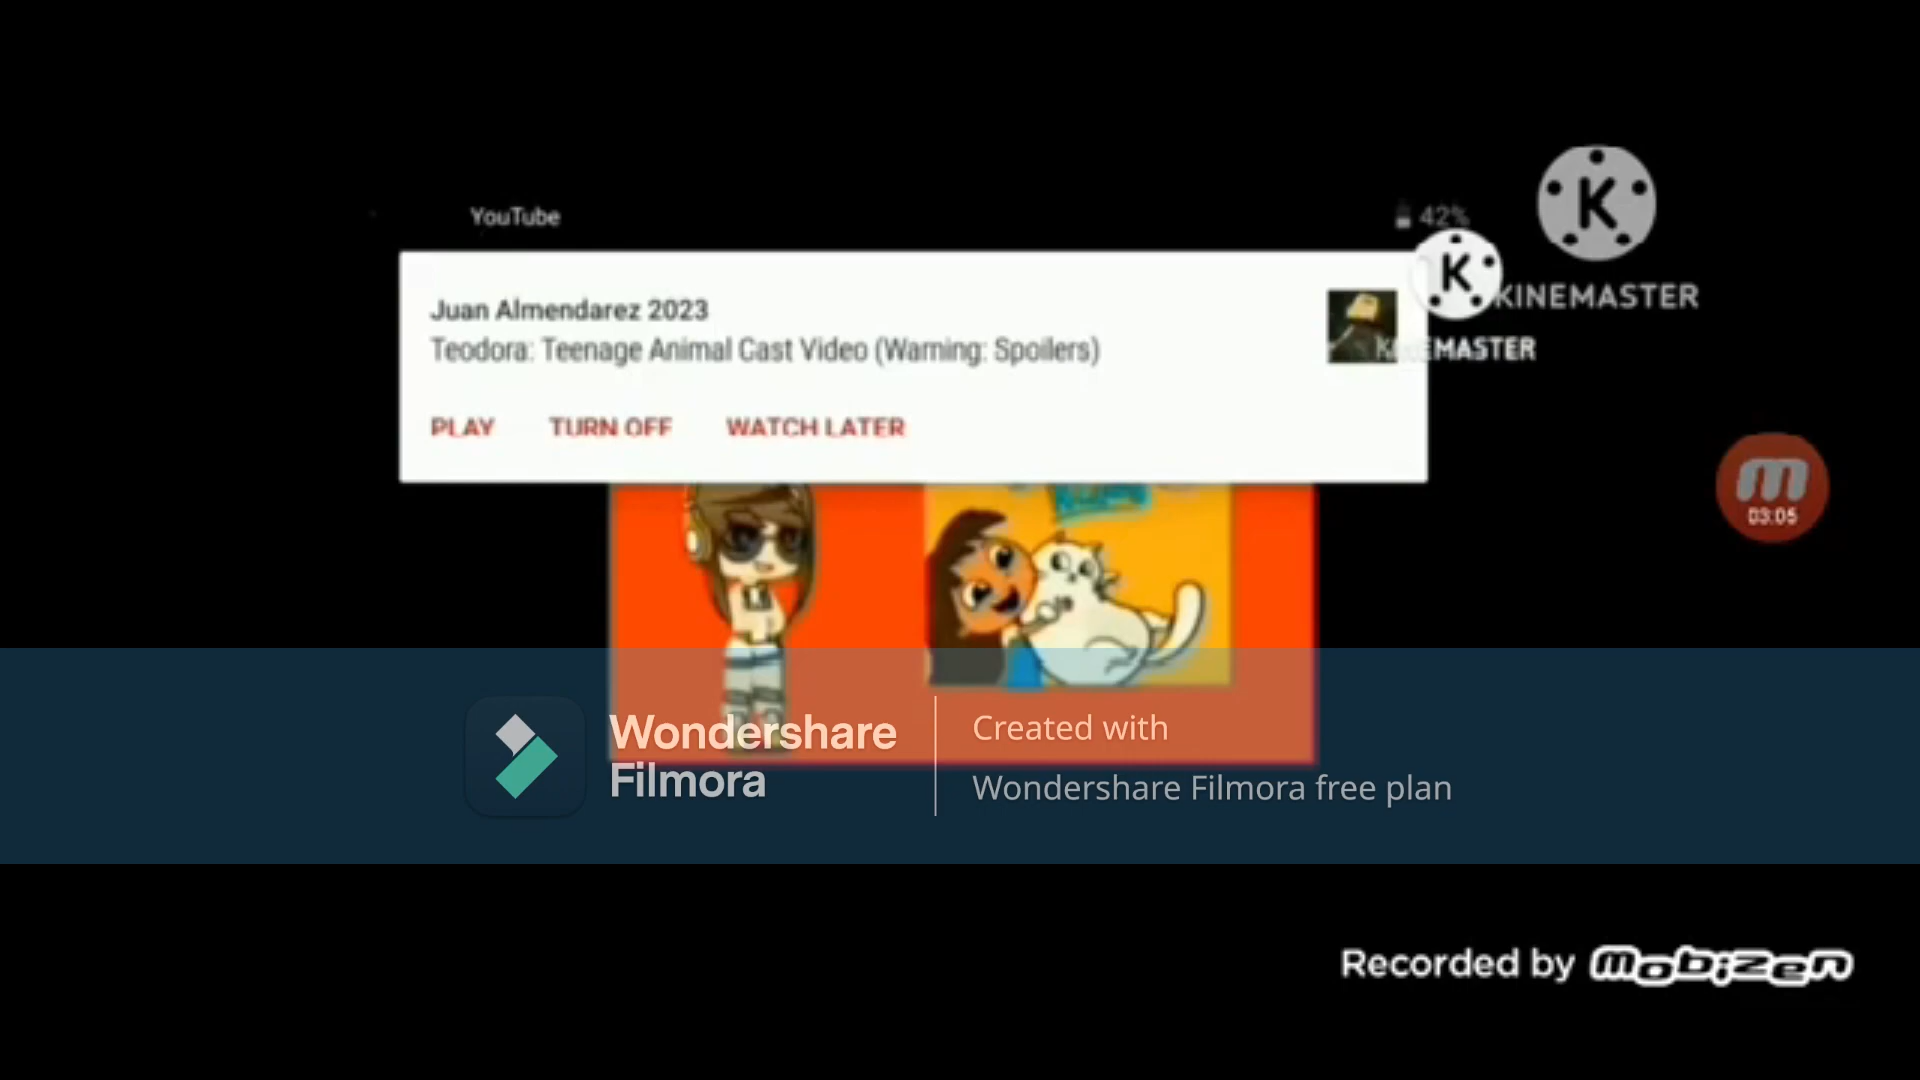 YouTube
42%
K
KINEMASTER
K
KINEMASTER
Juan Almendarez 2023
Teodora: Teenage Animal Cast Video (Warning: Spoilers)
PLAY TURN OFF WATCH LATER
m
03:05
Wondershare
Filmora
Created with
Wondershare Filmora free plan
Recorded by mobizen